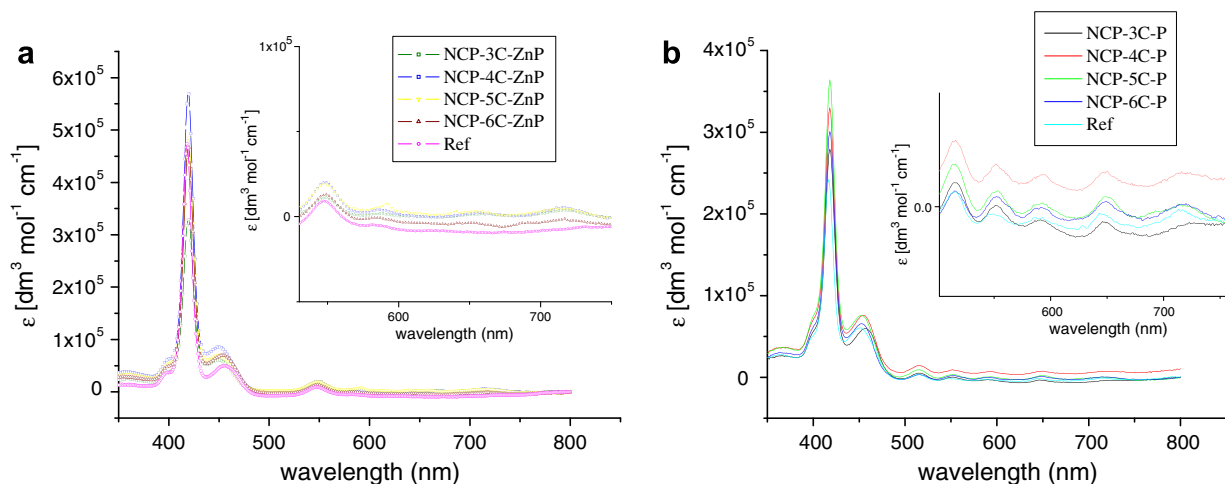 a
NCP-3C-ZnP
NCP-4C-ZnP
NCP-5C-ZnP
NCP-6C-ZnP
Ref
ε [dm³ mol⁻¹ cm⁻¹]
6x10⁵
5x10⁵
4x10⁵
3x10⁵
2x10⁵
1x10⁵
0
400 500 600 700 800
wavelength (nm)
1x10⁵
0
ε [dm³ mol⁻¹ cm⁻¹]
600 700
wavelength (nm)
b
NCP-3C-P
NCP-4C-P
NCP-5C-P
NCP-6C-P
Ref
ε [dm³ mol⁻¹ cm⁻¹]
4x10⁵
3x10⁵
2x10⁵
1x10⁵
0
400 500 600 700 800
wavelength (nm)
0.0
ε [dm³ mol⁻¹ cm⁻¹]
600 700
wavelength (nm)